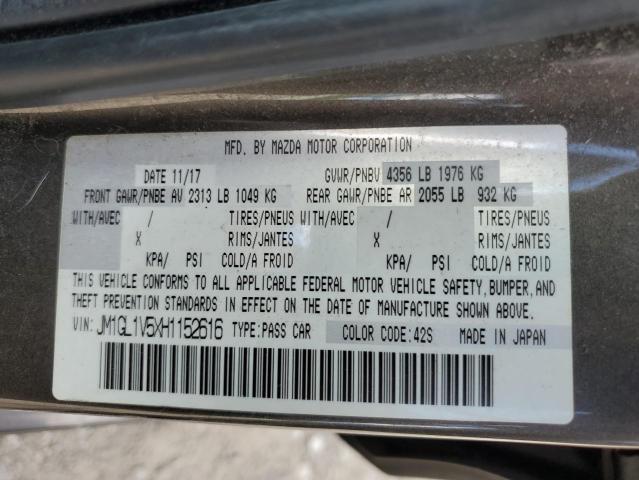 MFD. BY MAZDA MOTOR CORPORATION
DATE 11/17 GVWR/PNBV 4356 LB 1976 KG
FRONT GAWR/PNBE AV 2313 LB 1049 KG REAR GAWR/PNBE AR 2055 LB 932 KG
WITH/AVEC / TIRES/PNEUS WITH/AVEC / TIRES/PNEUS
X RIMS/JANTES X RIMS/JANTES
KPA/ PSI COLD/A FROID KPA/ PSI COLD/A FROID
THIS VEHICLE CONFORMS TO ALL APPLICABLE FEDERAL MOTOR VEHICLE SAFETY, BUMPER, AND
THEFT PREVENTION STANDARDS IN EFFECT ON THE DATE OF MANUFACTURE SHOWN ABOVE.
VIN: JM1GL1V5XH1152616 TYPE:PASS CAR COLOR CODE:42S MADE IN JAPAN